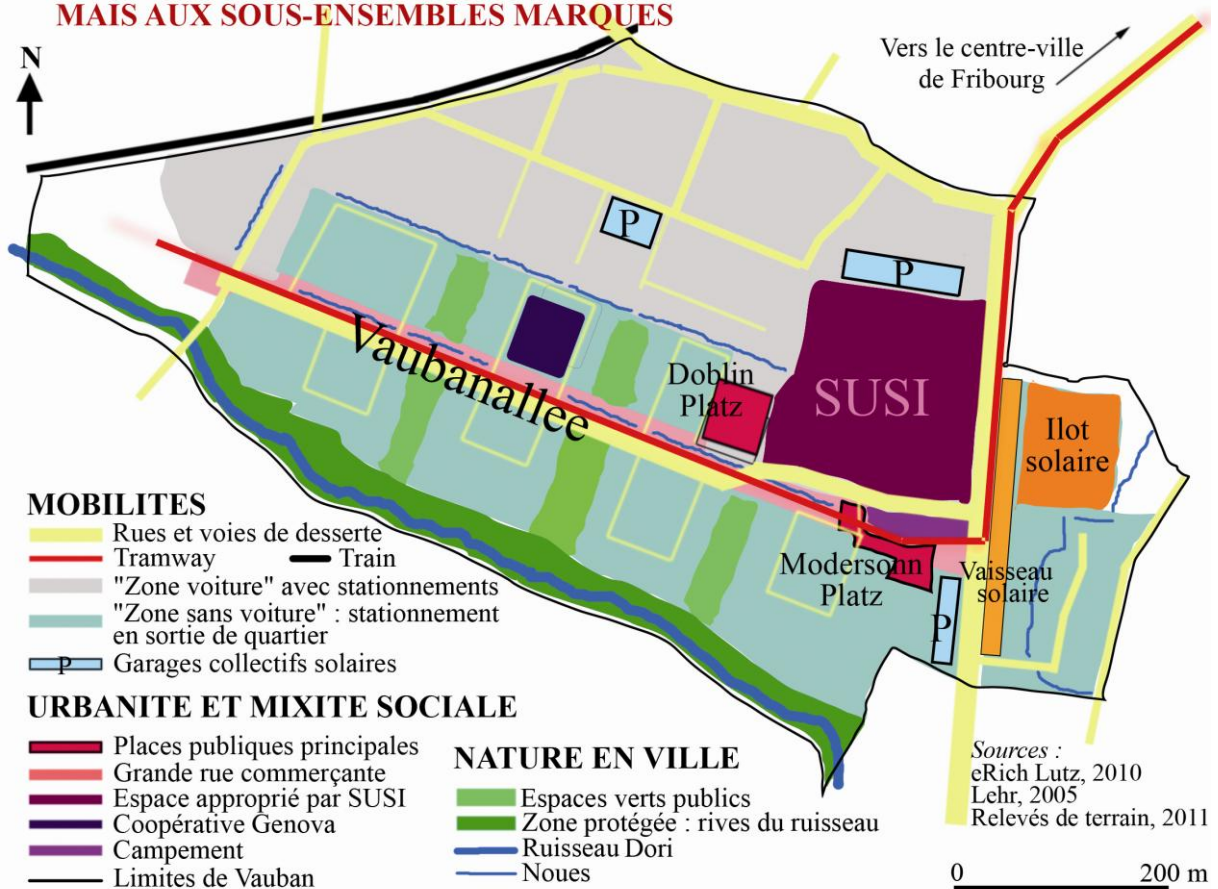 MAIS AUX SOUS-ENSEMBLES MARQUES
N
Vers le centre-ville
de Fribourg
P
P
Vaubanallee
Doblin
Platz
SUSI
Ilot
solaire
Modersonn
Platz
Vaisseau
solaire
P
MOBILITES
Rues et voies de desserte
Tramway
Train
"Zone voiture" avec stationnements
"Zone sans voiture" : stationnement
en sortie de quartier
P Garages collectifs solaires
URBANITE ET MIXITE SOCIALE
Places publiques principales
Grande rue commerçante
Espace approprié par SUSI
Coopérative Genova
Campement
Limites de Vauban
NATURE EN VILLE
Espaces verts publics
Zone protégée : rives du ruisseau
Ruisseau Dori
Noues
Sources :
eRich Lutz, 2010
Lehr, 2005
Relevés de terrain, 2011
0 200 m